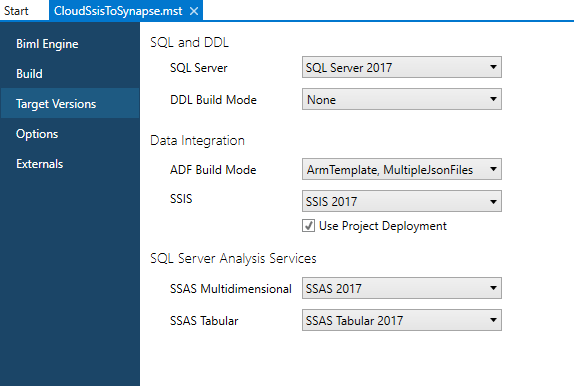 Start CloudSsisToSynapse.mst
Biml Engine
Build
Target Versions
Options
Externals
SQL and DDL
SQL Server SQL Server 2017
DDL Build Mode None
Data Integration
ADF Build Mode ArmTemplate, MultipleJsonFiles
SSIS SSIS 2017
Use Project Deployment
SQL Server Analysis Services
SSAS Multidimensional SSAS 2017
SSAS Tabular SSAS Tabular 2017